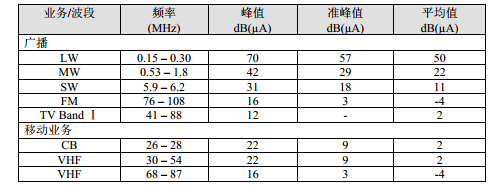 业务/波段 频率 (MHz) 峰值 dB(μA) 准峰值 dB(μA) 平均值 dB(μA)
广播
LW 0.15－0.30 70 57 50
MW 0.53－1.8 42 29 22
SW 5.9－6.2 31 18 11
FM 76－108 16 3 -4
TV Band Ⅰ 41－88 12 - 2
移动业务
CB 26－28 22 9 2
VHF 30－54 22 9 2
VHF 68－87 16 3 -4